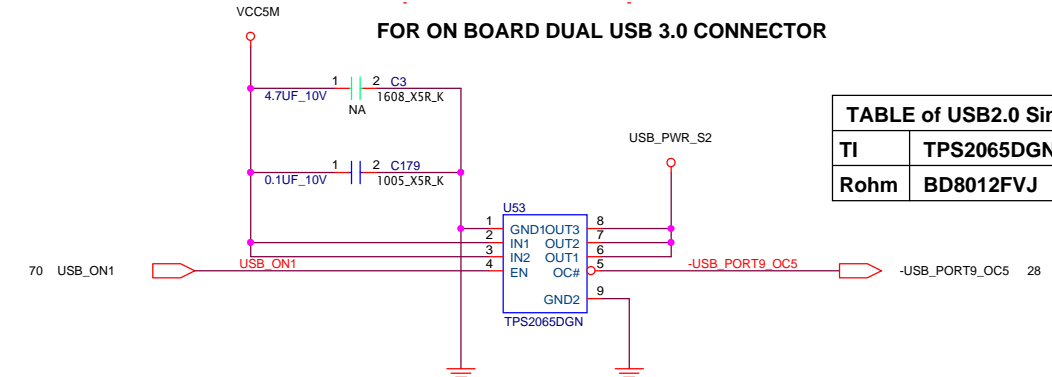 VCC5M
FOR ON BOARD DUAL USB 3.0 CONNECTOR
1 2 C3
4.7UF_10V 1608_X5R_K
NA
TABLE of USB2.0 Sin
TI TPS2065DGN
Rohm BD8012FVJ
USB_PWR_S2
1 2 C179
0.1UF_10V 1005_X5R_K
U53
1 GND1 OUT3 8
2 IN1 OUT2 7
3 IN2 OUT1 6
4 EN OC# 5
GND2 9
TPS2065DGN
70 USB_ON1
USB_ON1
-USB_PORT9_OC5
-USB_PORT9_OC5 28